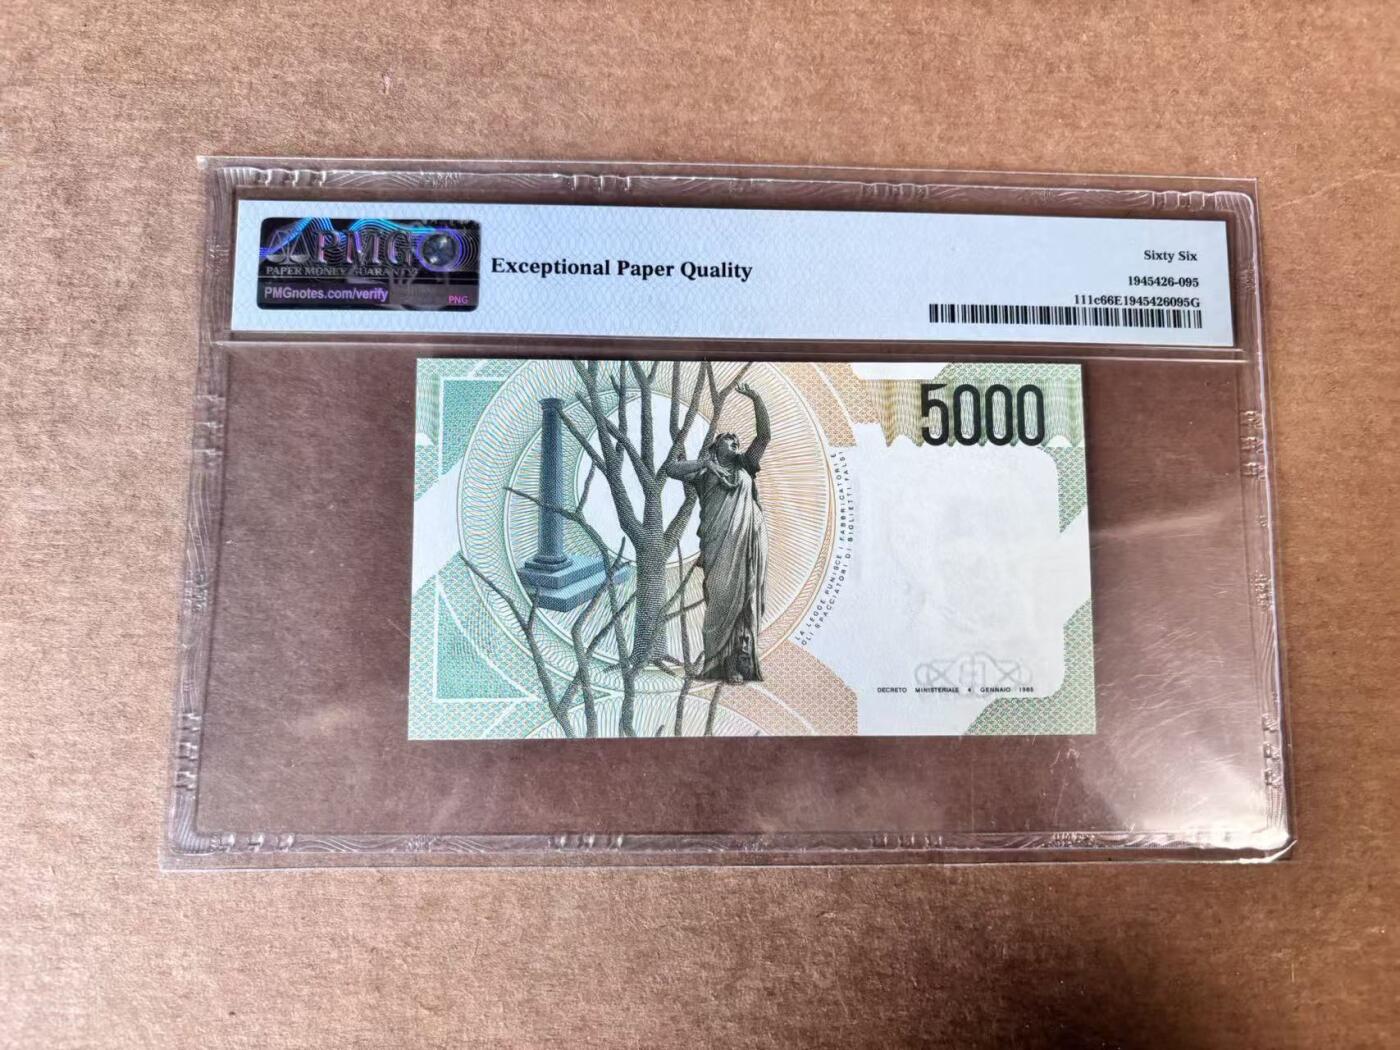 PMG
PAPER MONEY GUARANTY
PMGnotes.com/verify
PNG
Exceptional Paper Quality
Sixty Six
1945426-095
111c66E1945426095G
5000
LA LEGGE PUNISCE I FABBRICATORI E
GLI SPACCIATORI DI BIGLIETTI FALSI
DECRETO MINISTERIALE 4 GENNAIO 1985